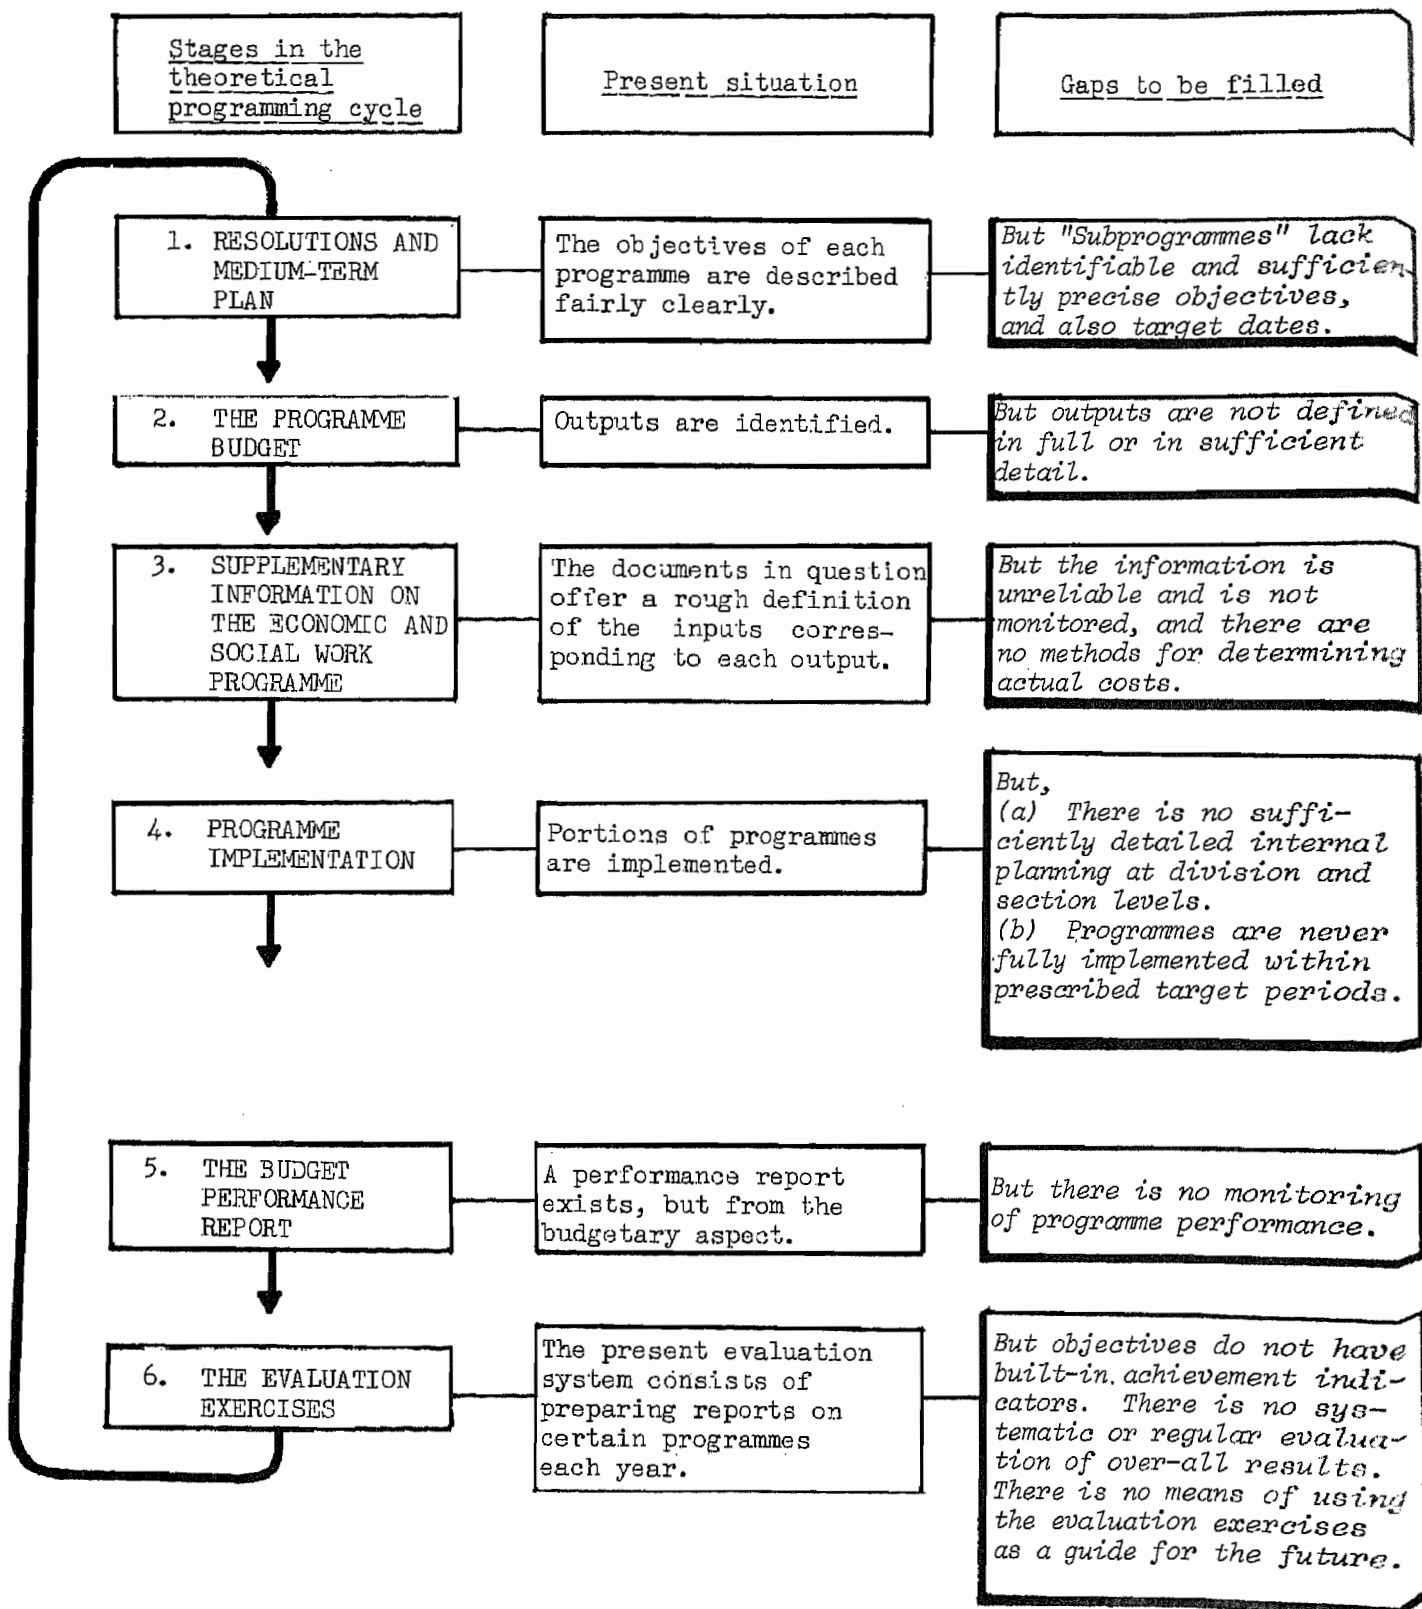 Stages in the
theoretical
programming cycle
Present situation
Gaps to be filled
1. RESOLUTIONS AND
MEDIUM-TERM
PLAN
The objectives of each
programme are described
fairly clearly.
But "Subprogrammes" lack
identifiable and sufficien-
tly precise objectives,
and also target dates.
2. THE PROGRAMME
BUDGET
Outputs are identified.
But outputs are not defined
in full or in sufficient
detail.
3. SUPPLEMENTARY
INFORMATION ON
THE ECONOMIC AND
SOCIAL WORK
PROGRAMME
The documents in question
offer a rough definition
of the inputs corres-
ponding to each output.
But the information is
unreliable and is not
monitored, and there are
no methods for determining
actual costs.
4. PROGRAMME
IMPLEMENTATION
Portions of programmes
are implemented.
But,
(a) There is no suffi-
ciently detailed internal
planning at division and
section levels.
(b) Programmes are never
fully implemented within
prescribed target periods.
5. THE BUDGET
PERFORMANCE
REPORT
A performance report
exists, but from the
budgetary aspect.
But there is no monitoring
of programme performance.
6. THE EVALUATION
EXERCISES
The present evaluation
system consists of
preparing reports on
certain programmes
each year.
But objectives do not have
built-in achievement indi-
cators. There is no sys-
tematic or regular evalua-
tion of over-all results.
There is no means of using
the evaluation exercises
as a guide for the future.